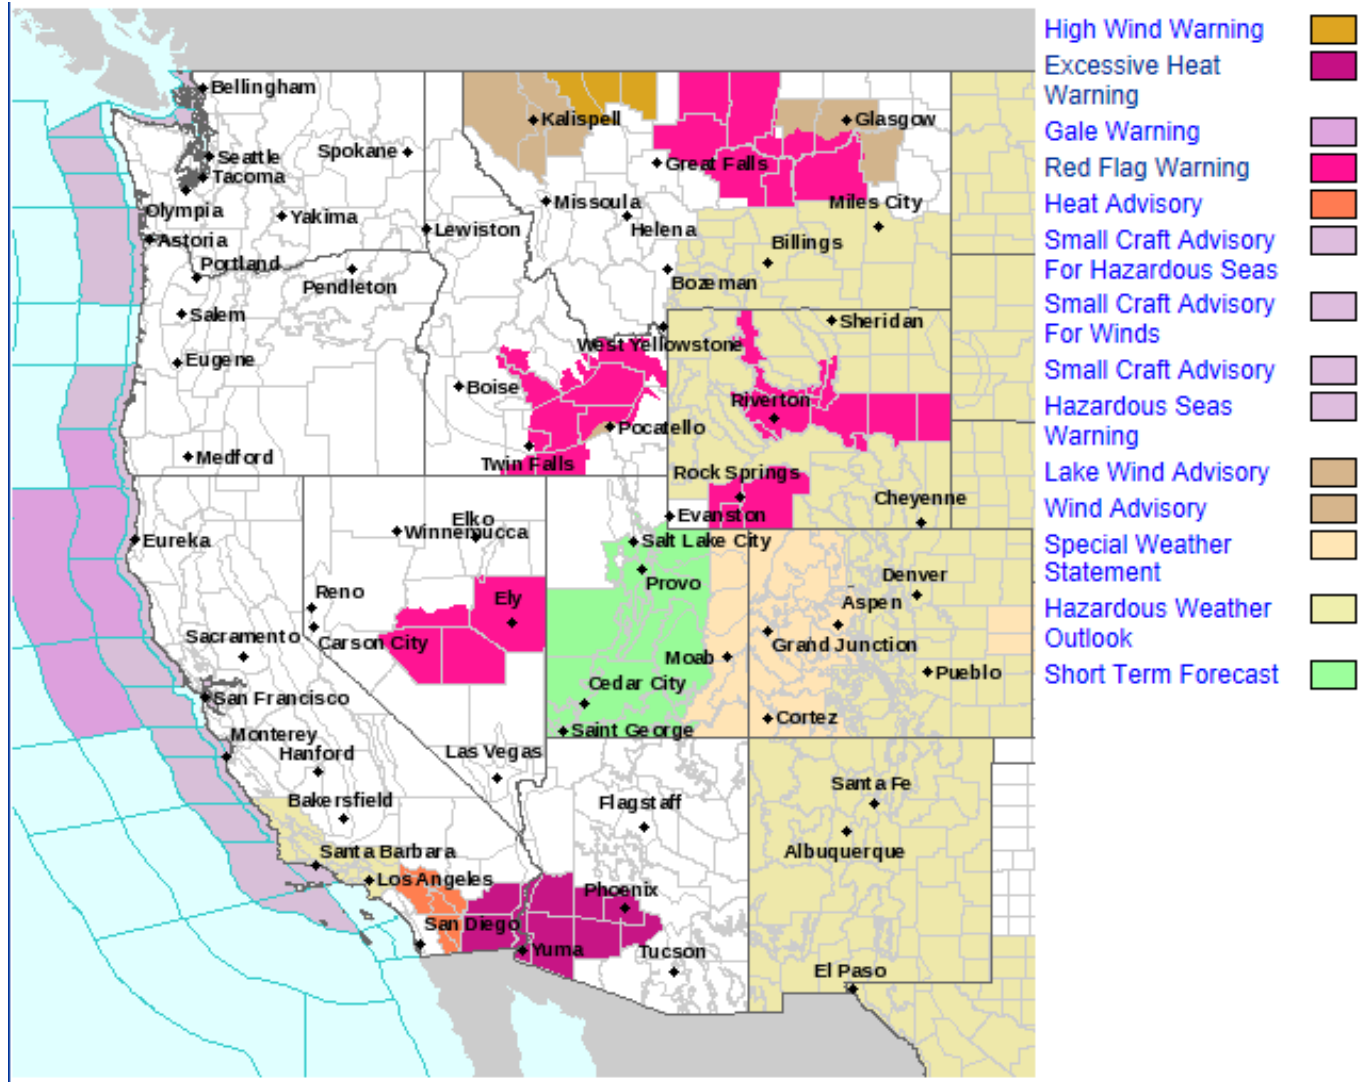 Bellingham
Kalispell
Glasgow
Seattle
Spokane
Great Falls
Tacoma
Olympia
Yakima
Missoula
Miles City
Lewiston
Helena
Astoria
Billings
Portland
Pendleton
Bozeman
Salem
Sheridan
Eugene
West Yellowstone
Boise
Riverton
Pocatello
Medford
Twin Falls
Rock Springs
Cheyenne
Evanston
Elko
Winnemucca
Eureka
Salt Lake City
Provo
Denver
Reno
Ely
Aspen
Sacramento
Carson City
Grand Junction
Moab
Pueblo
Cedar City
San Francisco
Cortez
Saint George
Monterey
Hanford
Las Vegas
Santa Fe
Bakersfield
Flagstaff
Albuquerque
Santa Barbara
Los Angeles
Phoenix
San Diego
Yuma
Tucson
El Paso
High Wind Warning
Excessive Heat
Warning
Gale Warning
Red Flag Warning
Heat Advisory
Small Craft Advisory
For Hazardous Seas
Small Craft Advisory
For Winds
Small Craft Advisory
Hazardous Seas
Warning
Lake Wind Advisory
Wind Advisory
Special Weather
Statement
Hazardous Weather
Outlook
Short Term Forecast